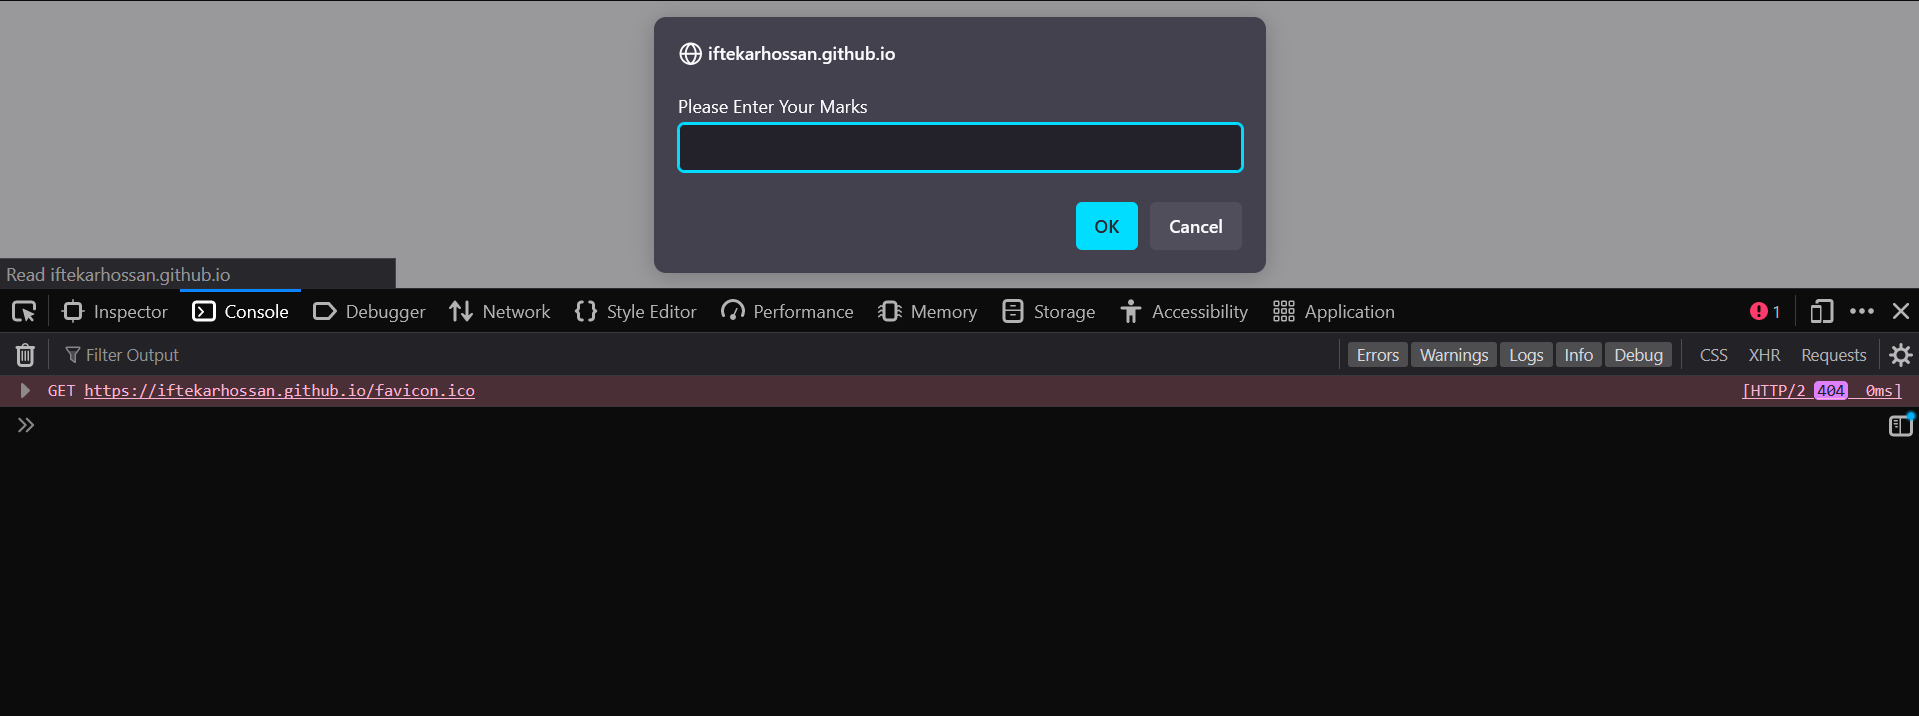 iftekarhossan.github.io
Please Enter Your Marks
OK Cancel
Read iftekarhossan.github.io
Inspector Console Debugger Network Style Editor Performance Memory Storage Accessibility Application 1
Filter Output Errors Warnings Logs Info Debug CSS XHR Requests
GET https://iftekarhossan.github.io/favicon.ico [HTTP/2 404 0ms]